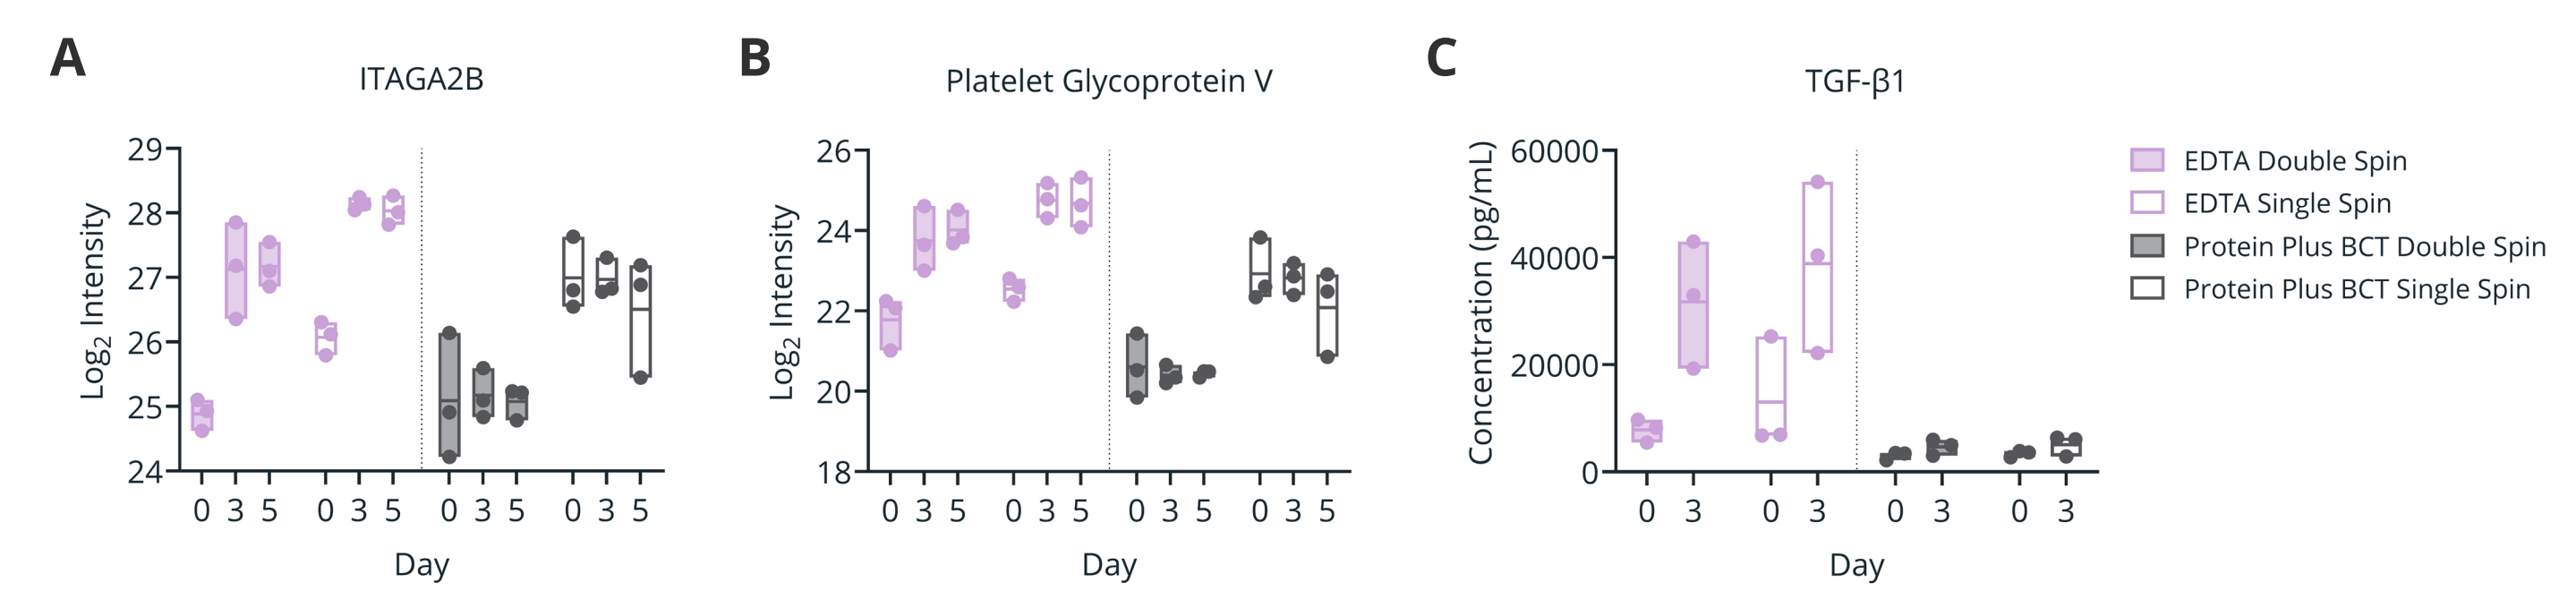 A
ITAGA2B
29
28
27
26
25
24
Log2 Intensity
0 3 5 0 3 5 0 3 5 0 3 5
Day
B
Platelet Glycoprotein V
26
24
22
20
18
Log2 Intensity
0 3 5 0 3 5 0 3 5 0 3 5
Day
C
TGF-β1
60000
40000
20000
0
Concentration (pg/mL)
0 3 0 3 0 3 0 3
Day
EDTA Double Spin
EDTA Single Spin
Protein Plus BCT Double Spin
Protein Plus BCT Single Spin